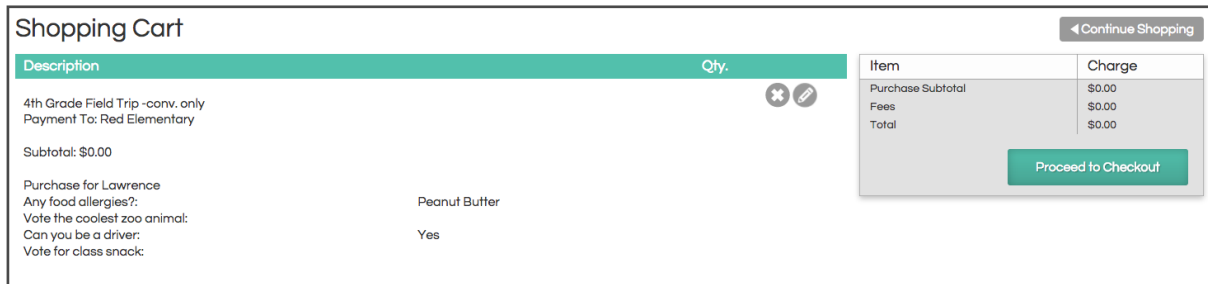 Shopping Cart
Continue Shopping
Description Qty.
4th Grade Field Trip -conv. only
Payment To: Red Elementary
Subtotal: $0.00
Purchase for Lawrence
Any food allergies?: Peanut Butter
Vote the coolest zoo animal:
Can you be a driver: Yes
Vote for class snack:
Item Charge
Purchase Subtotal $0.00
Fees $0.00
Total $0.00
Proceed to Checkout